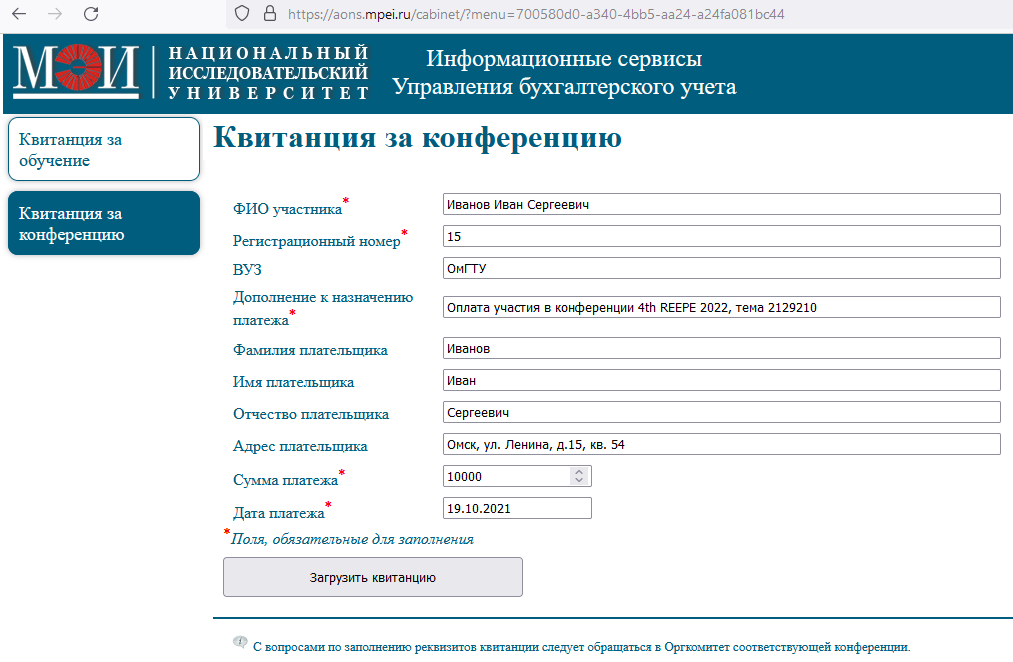 https://aons.mpei.ru/cabinet/?menu=700580d0-a340-4bb5-aa24-a24fa081bc44
МЭИ
НАЦИОНАЛЬНЫЙ
ИССЛЕДОВАТЕЛЬСКИЙ
УНИВЕРСИТЕТ
Информационные сервисы
Управления бухгалтерского учета
Квитанция за
обучение
Квитанция за
конференцию
Квитанция за конференцию
ФИО участника* Иванов Иван Сергеевич
Регистрационный номер* 15
ВУЗ ОмГТУ
Дополнение к назначению
платежа* Оплата участия в конференции 4th REEPE 2022, тема 2129210
Фамилия плательщика Иванов
Имя плательщика Иван
Отчество плательщика Сергеевич
Адрес плательщика Омск, ул. Ленина, д.15, кв. 54
Сумма платежа* 10000
Дата платежа* 19.10.2021
*Поля, обязательные для заполнения
Загрузить квитанцию
С вопросами по заполнению реквизитов квитанции следует обращаться в Оргкомитет соответствующей конференции.